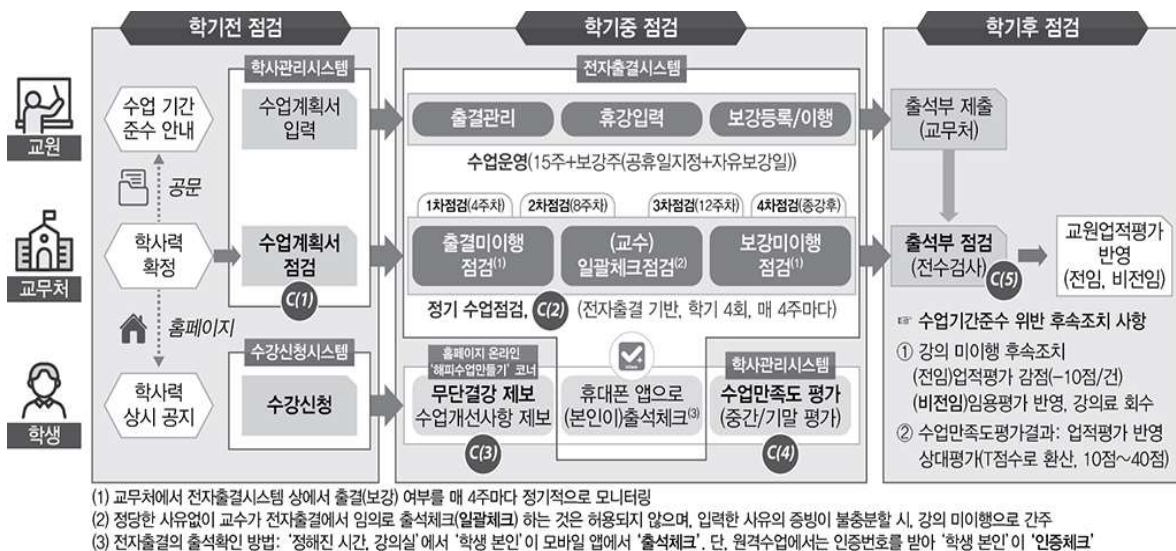 학기전 점검
학기중 점검
학기후 점검
교원
수업 기간
준수 안내
공문
학사관리시스템
수업계획서
입력
전자출결시스템
출결관리
휴강입력
보강등록/이행
수업운영(15주+보강주(공휴일지정+자유보강일))
출석부 제출
(교무처)
교무처
학사력
확정
수업계획서
점검
C(1)
1차점검(4주차)
2차점검(8주차)
3차점검(12주차)
4차점검(종강후)
출결미이행
점검(1)
(교수)
일괄체크점검(2)
보강미이행
점검(1)
정기 수업점검, C(2) (전자출결 기반, 학기 4회, 매 4주마다)
출석부 점검
(전수검사)
C(5)
교원업적평가
반영
(전임, 비전임)
홈페이지
학생
학사력
상시 공지
수강신청시스템
수강신청
홈페이지 온라인
'해피수업만들기' 코너
무단결강 제보
수업개선사항 제보
C(3)
휴대폰 앱으로
(본인이)출석체크(3)
학사관리시스템
수업만족도 평가
(중간/기말 평가)
C(4)
☞ 수업기간준수 위반 후속조치 사항
① 강의 미이행 후속조치
(전임)업적평가 감점(-10점/건)
(비전임)임용평가 반영, 강의료 회수
② 수업만족도평가결과: 업적평가 반영
상대평가(T점수로 환산, 10점~40점)
(1) 교무처에서 전자출결시스템 상에서 출결(보강) 여부를 매 4주마다 정기적으로 모니터링
(2) 정당한 사유없이 교수가 전자출결에서 임의로 출석체크(일괄체크) 하는 것은 허용되지 않으며, 입력한 사유의 증빙이 불충분할 시, 강의 미이행으로 간주
(3) 전자출결의 출석확인 방법: '정해진 시간, 강의실'에서 '학생 본인'이 모바일 앱에서 '출석체크', 단, 원격수업에서는 인증번호를 받아 '학생 본인'이 '인증체크'